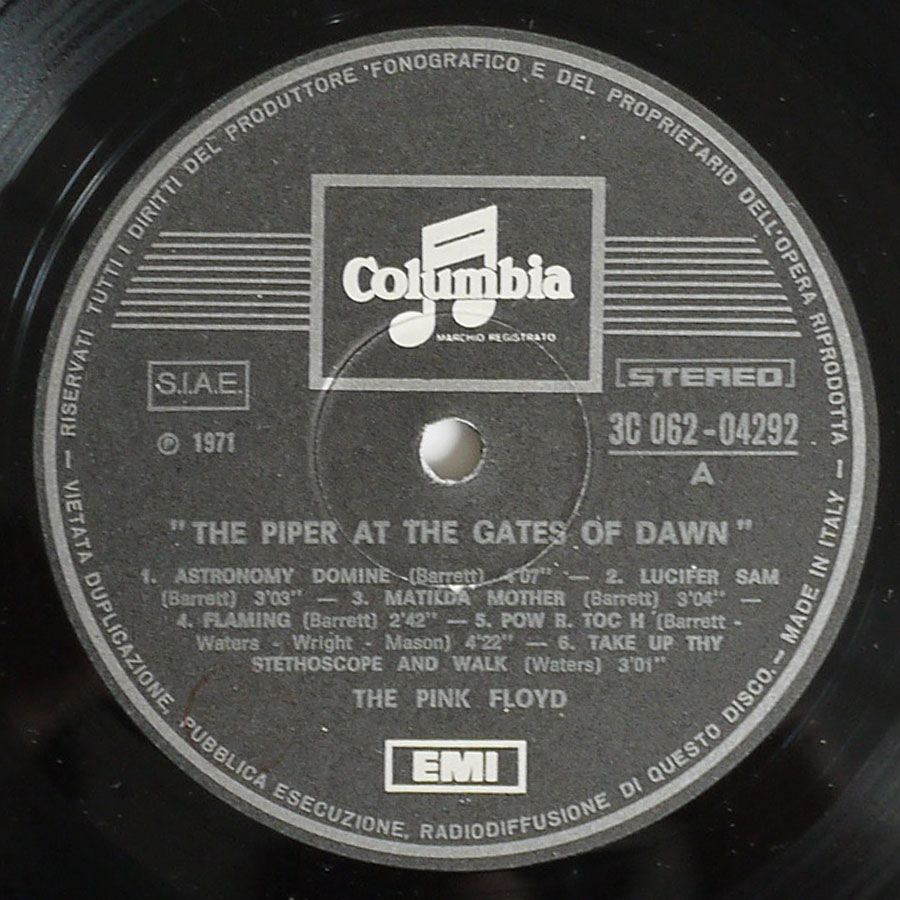 RISERVATI TUTTI I DIRITTI DEL PRODUTTORE FONOGRAFICO E DEL PROPRIETARIO DELL'OPERA RIPRODOTTA —
Columbia
MARCHIO REGISTRATO
S.I.A.E.
STEREO
℗ 1971
3C 062-04292
A
"THE PIPER AT THE GATES OF DAWN"
1. ASTRONOMY DOMINE (Barrett) 4'07" — 2. LUCIFER SAM
(Barrett) 3'03" — 3. MATIKDA MOTHER (Barrett) 3'04" —
4. FLAMING (Barrett) 2'42" — 5. POW R. TOC H (Barrett -
Waters - Wright - Mason) 4'22" — 6. TAKE UP THY
STETHOSCOPE AND WALK (Waters) 3'01"
THE PINK FLOYD
EMI
— VIETATA DUPLICAZIONE, PUBBLICA ESECUZIONE, RADIODIFFUSIONE DI QUESTO DISCO. — MADE IN ITALY